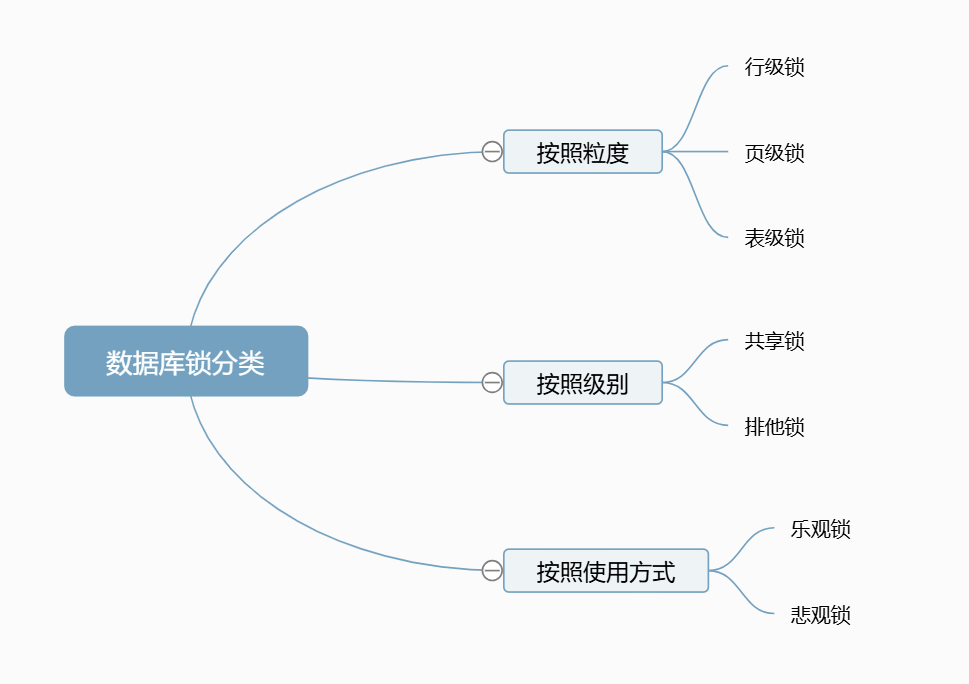 数据库锁分类
按照粒度
行级锁
页级锁
表级锁
按照级别
共享锁
排他锁
按照使用方式
乐观锁
悲观锁